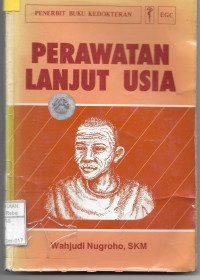 PENERBIT BUKU KEDOKTERAN EGC
PERAWATAN
LANJUT USIA
Wahjudi Nugroho, SKM